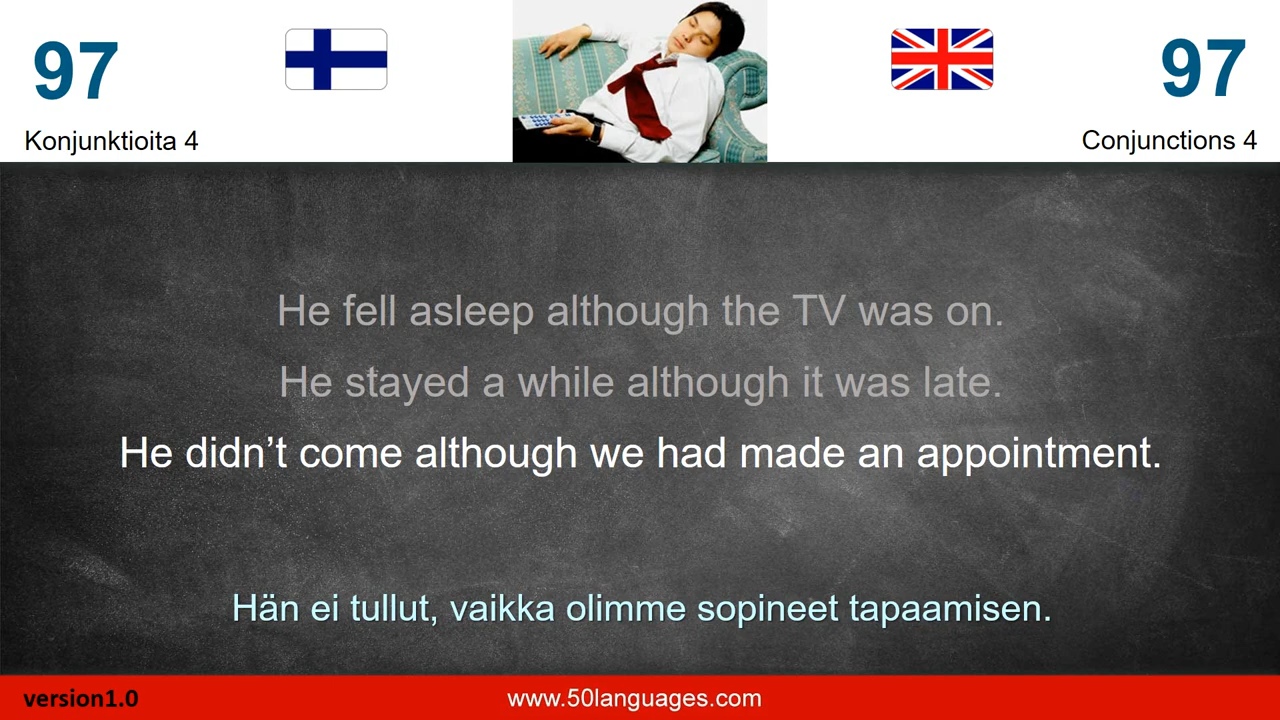 97
97
Konjunktioita 4
Conjunctions 4
He fell asleep although the TV was on.
He stayed a while although it was late.
He didn’t come although we had made an appointment.
Hän ei tullut, vaikka olimme sopineet tapaamisen.
version1.0
www.50languages.com